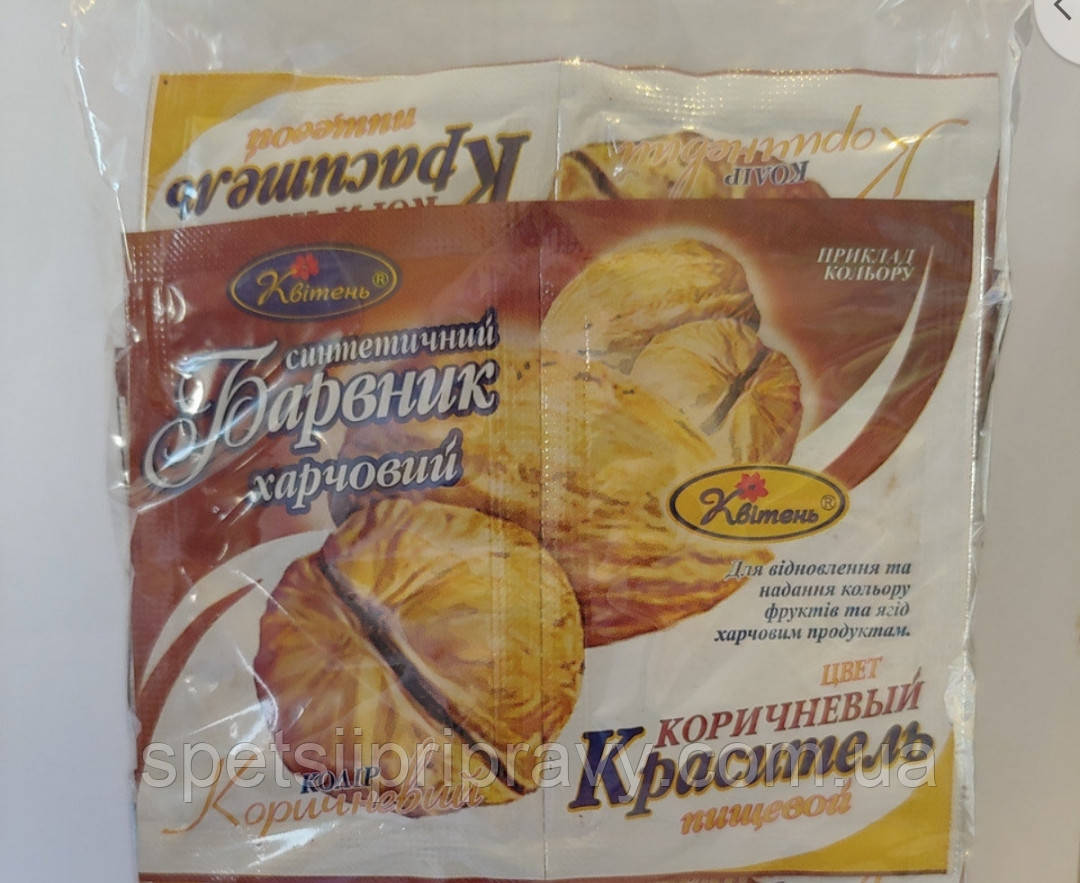 Краситель
пищевой
КОЛІР
Коричневий
Квітень®
синтетичний
Барвник
харчовий
КОЛІР
Коричневий
ПРИКЛАД
КОЛЬОРУ
Квітень®
Для відновлення та
надання кольору
фруктів та ягід
харчовим продуктам.
ЦВЕТ
КОРИЧНЕВЫЙ
Краситель
пищевой
spetsiipripravy.com.ua